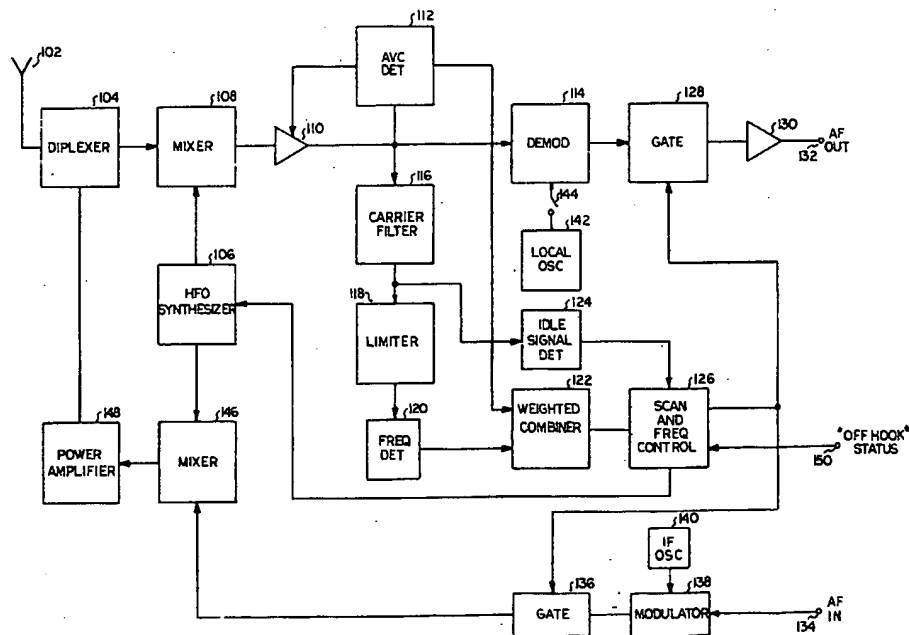 102
104
DIPLEXER
108
MIXER
110
112
AVC
DET
114
DEMOD
128
GATE
130
AF
OUT
132
144
142
LOCAL
OSC
116
CARRIER
FILTER
106
HFO
SYNTHESIZER
118
LIMITER
124
IDLE
SIGNAL
DET
122
WEIGHTED
COMBINER
126
SCAN
AND
FREQ
CONTROL
120
FREQ
DET
148
POWER
AMPLIFIER
146
MIXER
"OFF HOOK"
STATUS
150
140
IF
OSC
136
GATE
138
MODULATOR
AF
IN
134